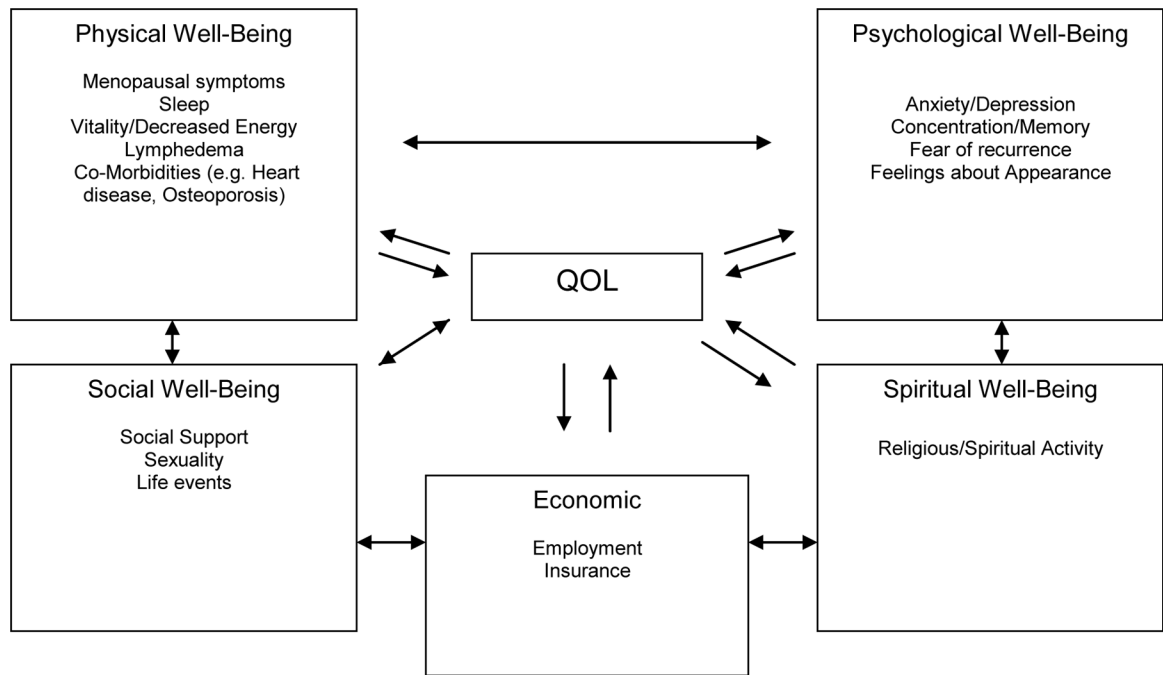 Physical Well-Being
Menopausal symptoms
Sleep
Vitality/Decreased Energy
Lymphedema
Co-Morbidities (e.g. Heart
disease, Osteoporosis)
Psychological Well-Being
Anxiety/Depression
Concentration/Memory
Fear of recurrence
Feelings about Appearance
QOL
Social Well-Being
Social Support
Sexuality
Life events
Economic
Employment
Insurance
Spiritual Well-Being
Religious/Spiritual Activity